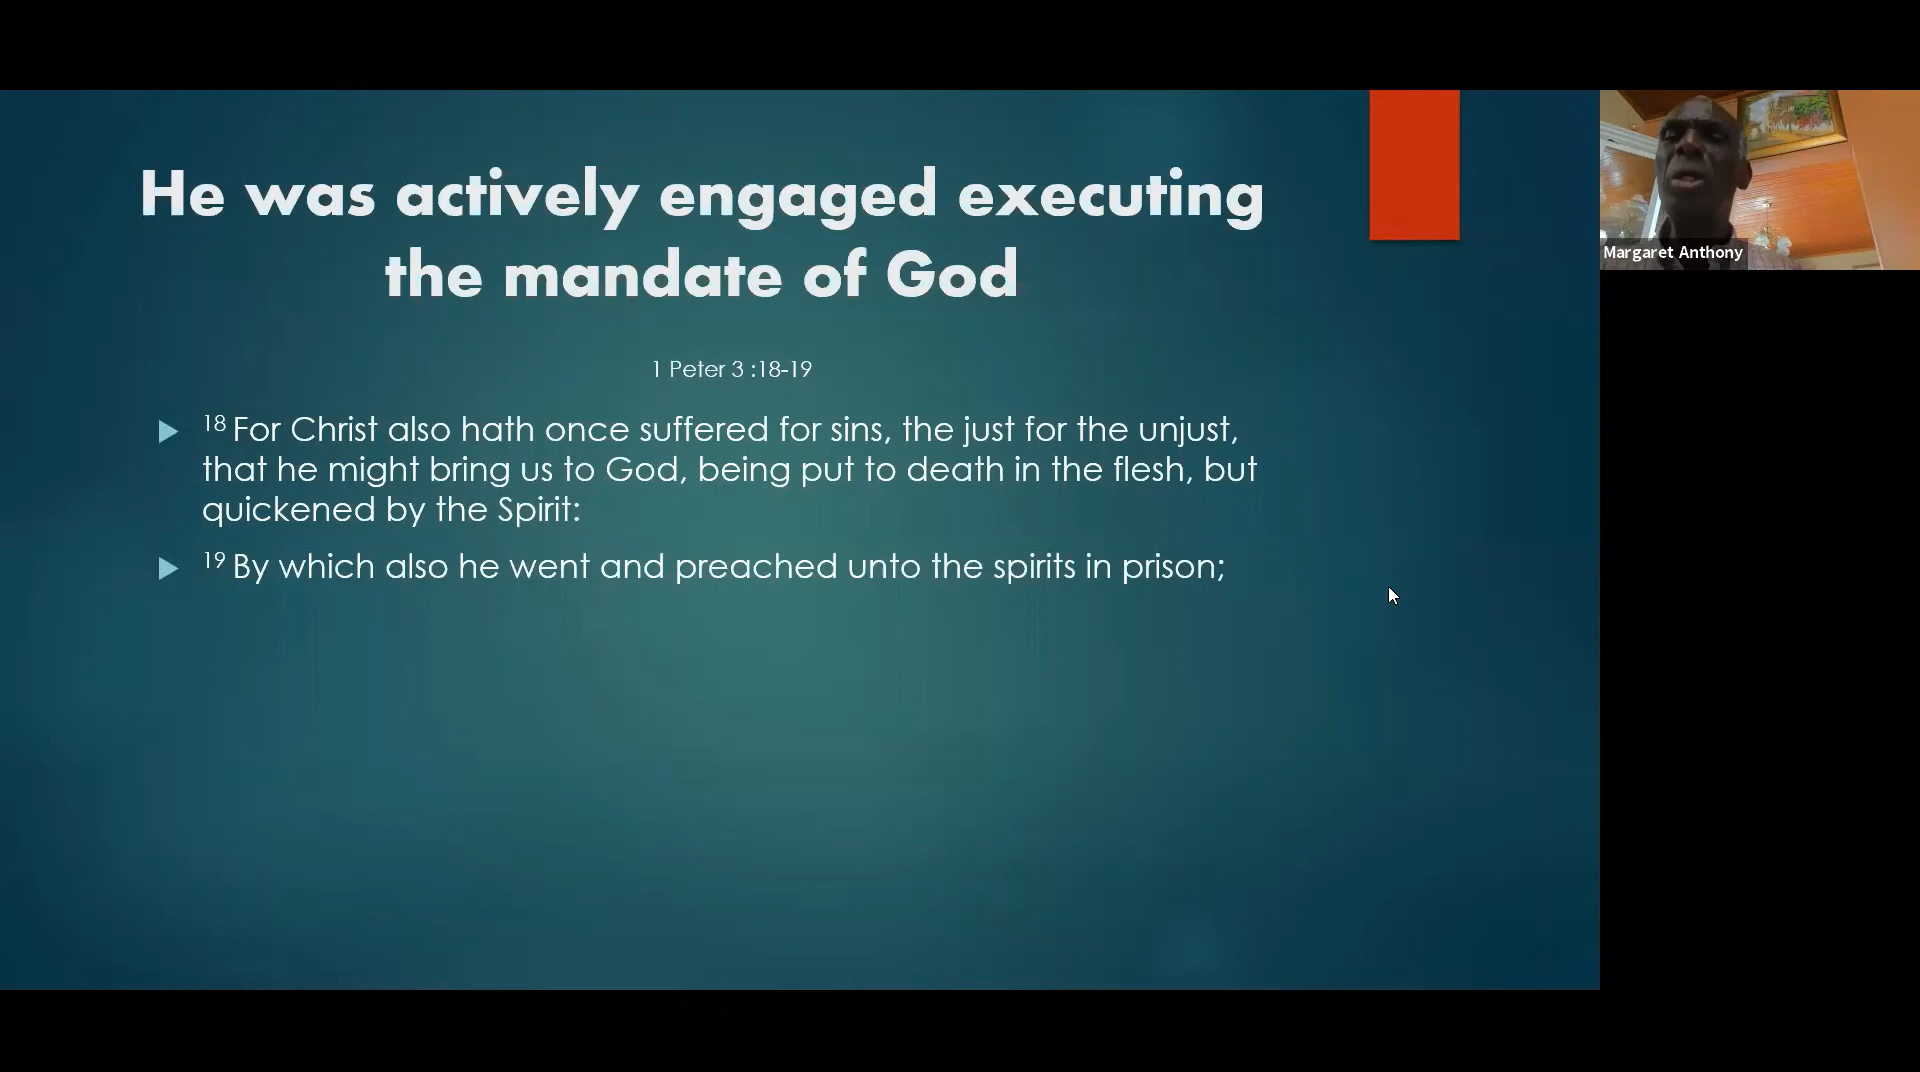 He was actively engaged executing
the mandate of God
1 Peter 3 :18-19
18 For Christ also hath once suffered for sins, the just for the unjust,
that he might bring us to God, being put to death in the flesh, but
quickened by the Spirit:
19 By which also he went and preached unto the spirits in prison;
Margaret Anthony